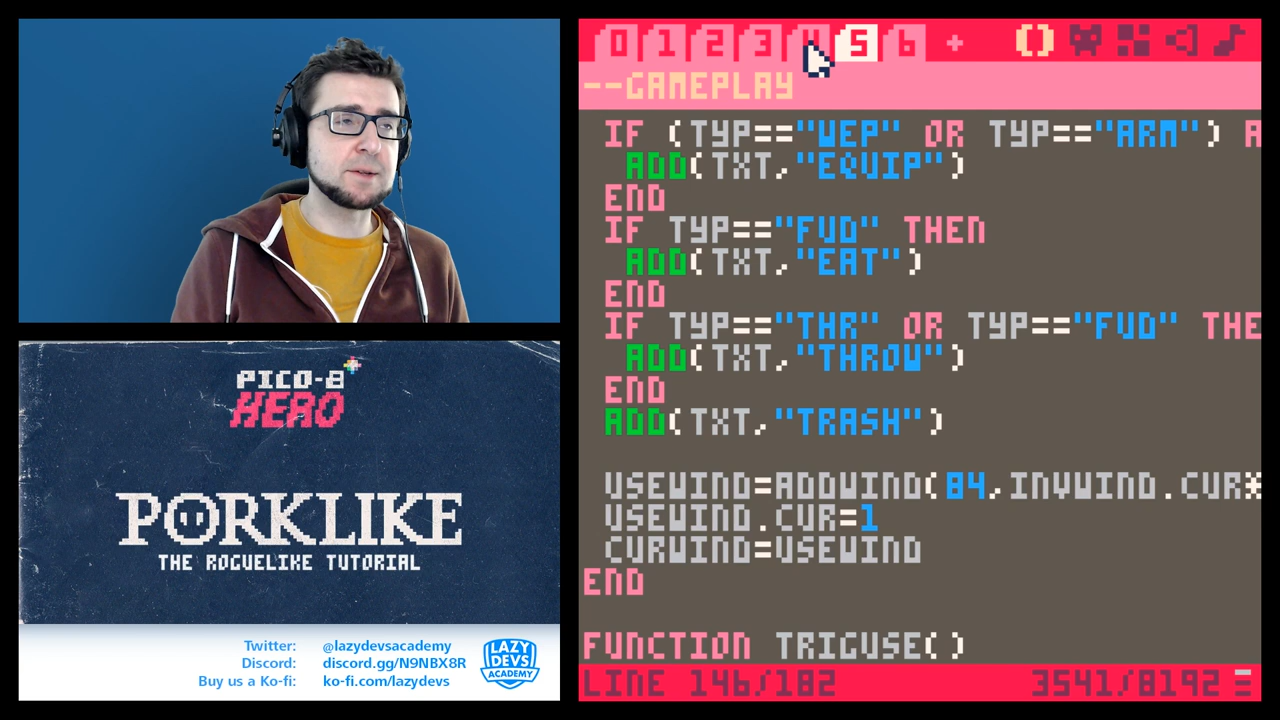 PICO-8
HERO
PORKLIKE
THE ROGUELIKE TUTORIAL
Twitter: @lazydevsacademy
Discord: discord.gg/N9NBX8R
Buy us a Ko-fi: ko-fi.com/lazydevs
LAZY
DEVS
ACADEMY
0 1 2 3 4 5 6 +
--GAMEPLAY
IF (TYP=="WEP" OR TYP=="ARM") A
ADD(TXT,"EQUIP")
END
IF TYP=="FUD" THEN
ADD(TXT,"EAT")
END
IF TYP=="THR" OR TYP=="FUD" THE
ADD(TXT,"THROW")
END
ADD(TXT,"TRASH")
USEWIND=ADDWIND(84,INVWIND.CUR*
USEWIND.CUR=1
CURWIND=USEWIND
END
FUNCTION TRIGUSE()
LINE 146/182 3541/8192